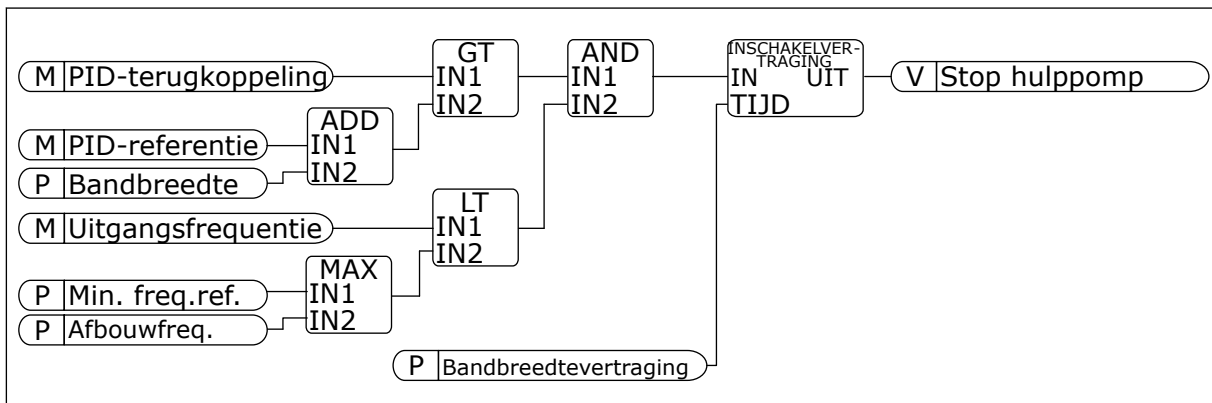 GT
AND
INSCHAKELVER-
TRAGING
M PID-terugkoppeling
IN1
IN2
IN1
IN2
IN UIT
TIJD
V Stop hulppomp
ADD
M PID-referentie
IN1
P Bandbreedte
IN2
LT
M Uitgangsfrequentie
IN1
IN2
MAX
P Min. freq.ref.
IN1
P Afbouwfreq.
IN2
P Bandbreedtevertraging